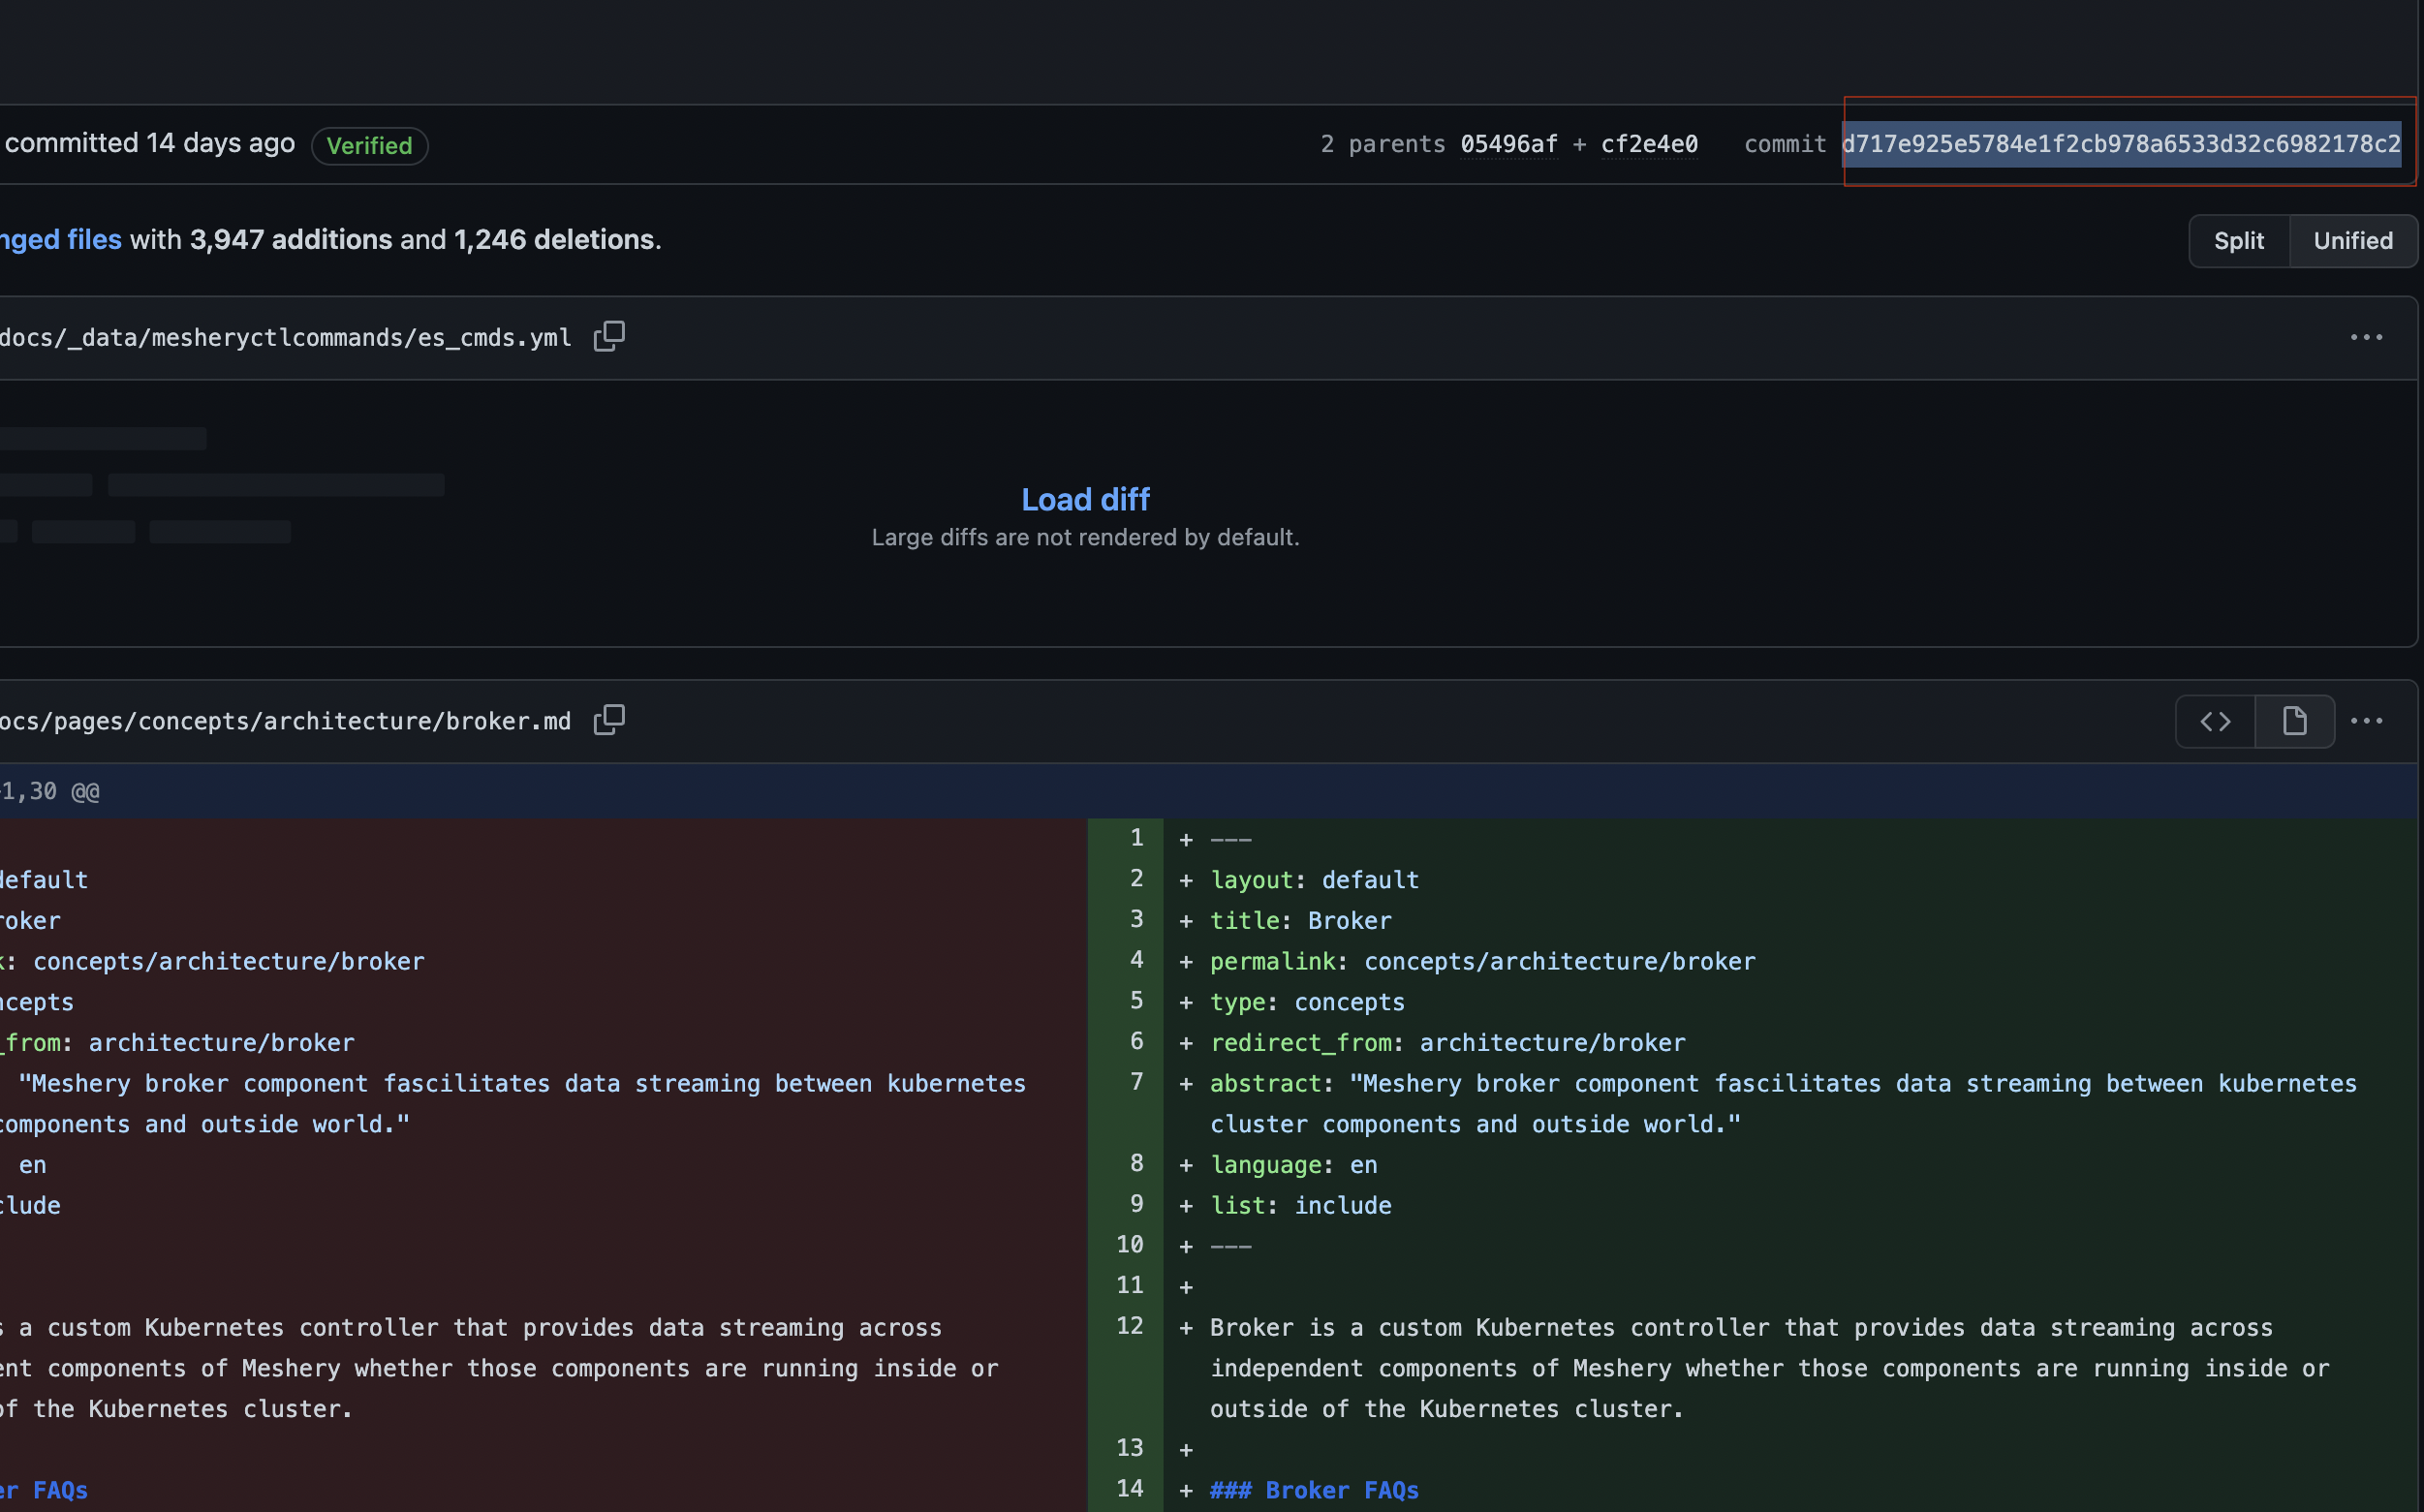 committed 14 days ago Verified 2 parents 05496af + cf2e4e0 commit d717e925e5784e1f2cb978a6533d32c6982178c2
nged files with 3,947 additions and 1,246 deletions. Split Unified
docs/_data/mesheryctlcommands/es_cmds.yml
Load diff
Large diffs are not rendered by default.
ocs/pages/concepts/architecture/broker.md
1,30 @@
1 + ---
default
2 + layout: default
roker
3 + title: Broker
k: concepts/architecture/broker
4 + permalink: concepts/architecture/broker
ncepts
5 + type: concepts
_from: architecture/broker
6 + redirect_from: architecture/broker
"Meshery broker component fascilitates data streaming between kubernetes
components and outside world."
7 + abstract: "Meshery broker component fascilitates data streaming between kubernetes
cluster components and outside world."
en
8 + language: en
clude
9 + list: include
10 + ---
11 +
s a custom Kubernetes controller that provides data streaming across
ent components of Meshery whether those components are running inside or
of the Kubernetes cluster.
12 + Broker is a custom Kubernetes controller that provides data streaming across
independent components of Meshery whether those components are running inside or
outside of the Kubernetes cluster.
13 +
er FAQs
14 + ### Broker FAQs